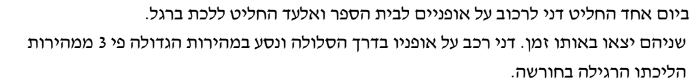 ביום אחד החליט דני לרכוב על אופניים לבית הספר ואלעד החליט ללכת ברגל.
שניהם יצאו באותו זמן. דני רכב על אופניו בדרך הסלולה ונסע במהירות הגדולה פי 3 ממהירות
הליכתו הרגילה בחורשה.